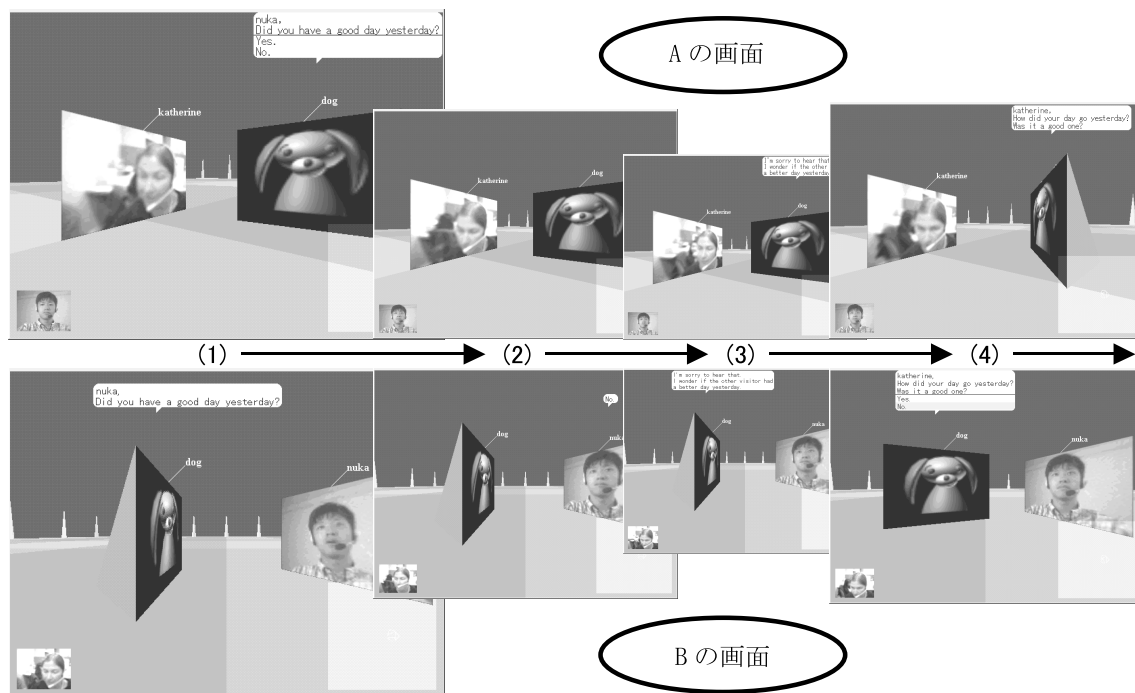 nuka,
Did you have a good day yesterday?
Yes.
No.
katherine
dog
Aの画面
katherine
dog
I'm sorry to hear that
I wonder if the other
a better day yesterday
katherine
dog
katherine,
How did your day go yesterday?
Was it a good one?
katherine
(1)
(2)
(3)
(4)
nuka,
Did you have a good day yesterday?
dog
nuka
No.
dog
nuka
I'm sorry to hear that.
I wonder if the other visitor had
a better day yesterday
dog
nuka
katherine,
How did your day go yesterday?
Was it a good one?
Yes.
No.
dog
nuka
Bの画面